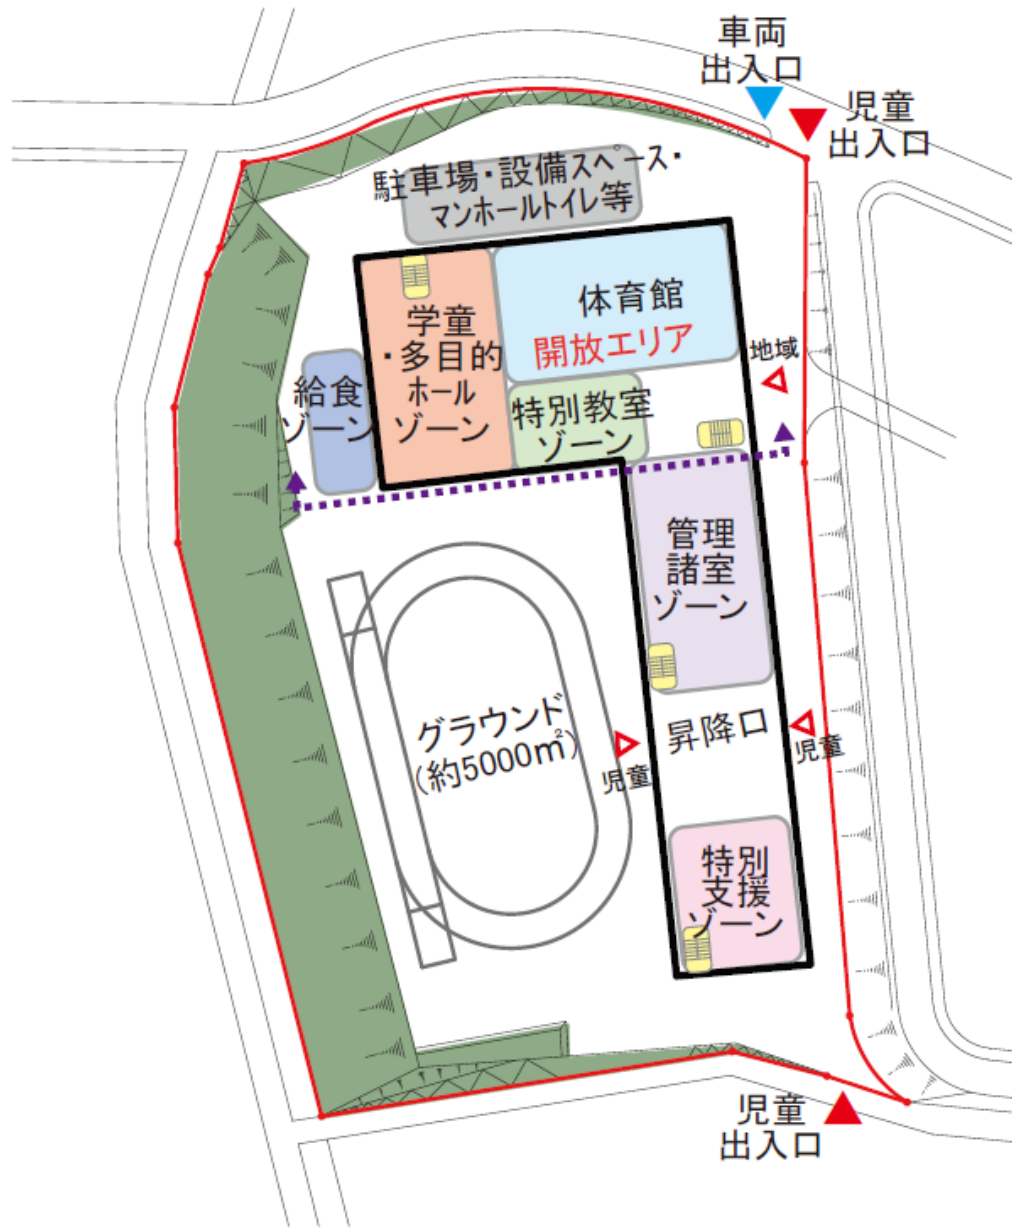 車両
出入口
児童
出入口
駐車場・設備スペース・
マンホールトイレ等
体育館
開放エリア
学童
・多目的
ホール
ゾーン
地域
給食
ゾーン
特別教室
ゾーン
管理
諸室
ゾーン
グラウンド
(約5000㎡)
昇降口
児童
児童
特別
支援
ゾーン
児童
出入口